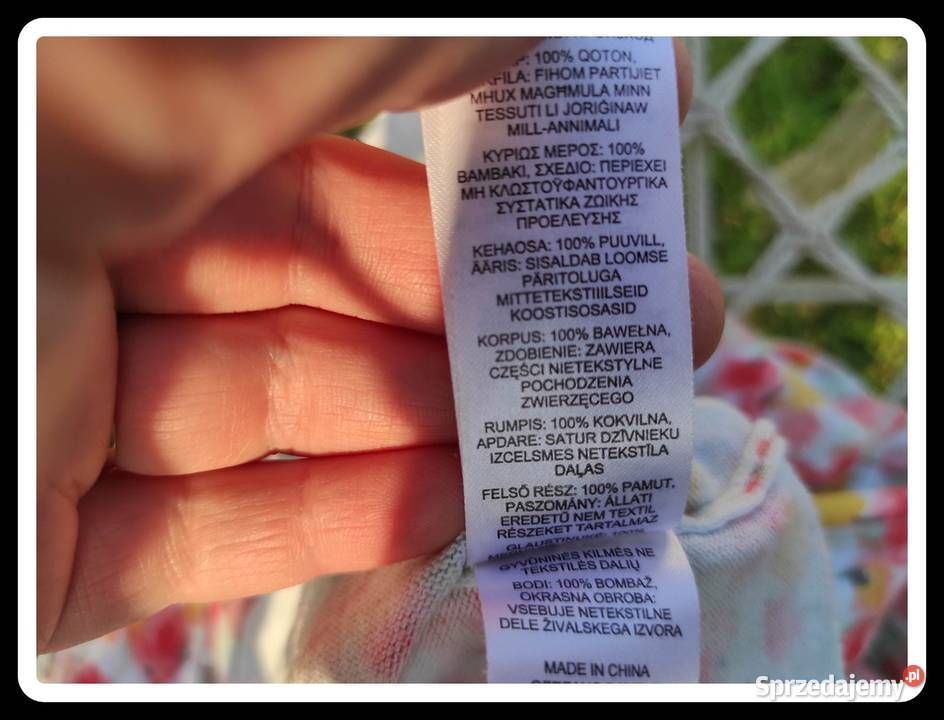 100% QOTON,
FIHOM PARTIJIET
MHUX MAGĦMULA MINN
TESSUTI LI JORIĠINAW
MILL-ANNIMALI
ΚΥΡΙΩΣ ΜΕΡΟΣ: 100%
ΒΑΜΒΑΚΙ, ΣΧΕΔΙΟ: ΠΕΡΙΕΧΕΙ
ΜΗ ΚΛΩΣΤΟΫΦΑΝΤΟΥΡΓΙΚΑ
ΣΥΣΤΑΤΙΚΑ ΖΩΙΚΗΣ
ΠΡΟΕΛΕΥΣΗΣ
KEHAOSA: 100% PUUVILL,
ÄÄRIS: SISALDAB LOOMSE
PÄRITOLUGA
MITTETEKSTIIILSEID
KOOSTISOSASID
KORPUS: 100% BAWEŁNA,
ZDOBIENIE: ZAWIERA
CZĘŚCI NIETEKSTYLNE
POCHODZENIA
ZWIERZĘCEGO
RUMPIS: 100% KOKVILNA,
APDARE: SATUR DZĪVNIEKU
IZCELSMES NETEKSTĪLA
DAĻAS
FELSŐ RÉSZ: 100% PAMUT.
PASZOMÁNY: ÁLLATI
EREDETŰ NEM TEXTIL
RÉSZEKET TARTALMAZ
GYVŪNINĖS KILMĖS NE
TEKSTILĖS DALIŲ
BODI: 100% BOMBAŽ,
OKRASNA OBROBA:
VSEBUJE NETEKSTILNE
DELE ŽIVALSKEGA IZVORA
MADE IN CHINA
Sprzedajemy.pl